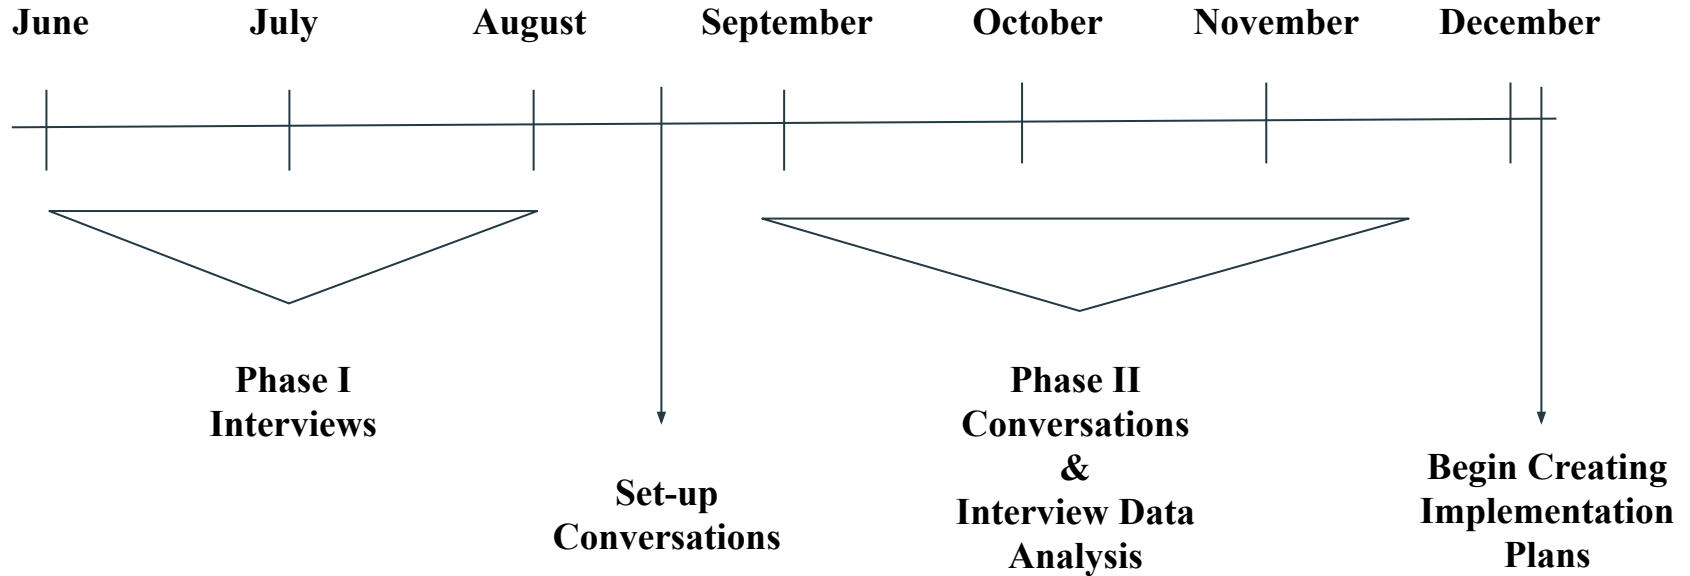 June July August September October November December
Phase I
Interviews
Set-up
Conversations
Phase II
Conversations
&
Interview Data
Analysis
Begin Creating
Implementation
Plans